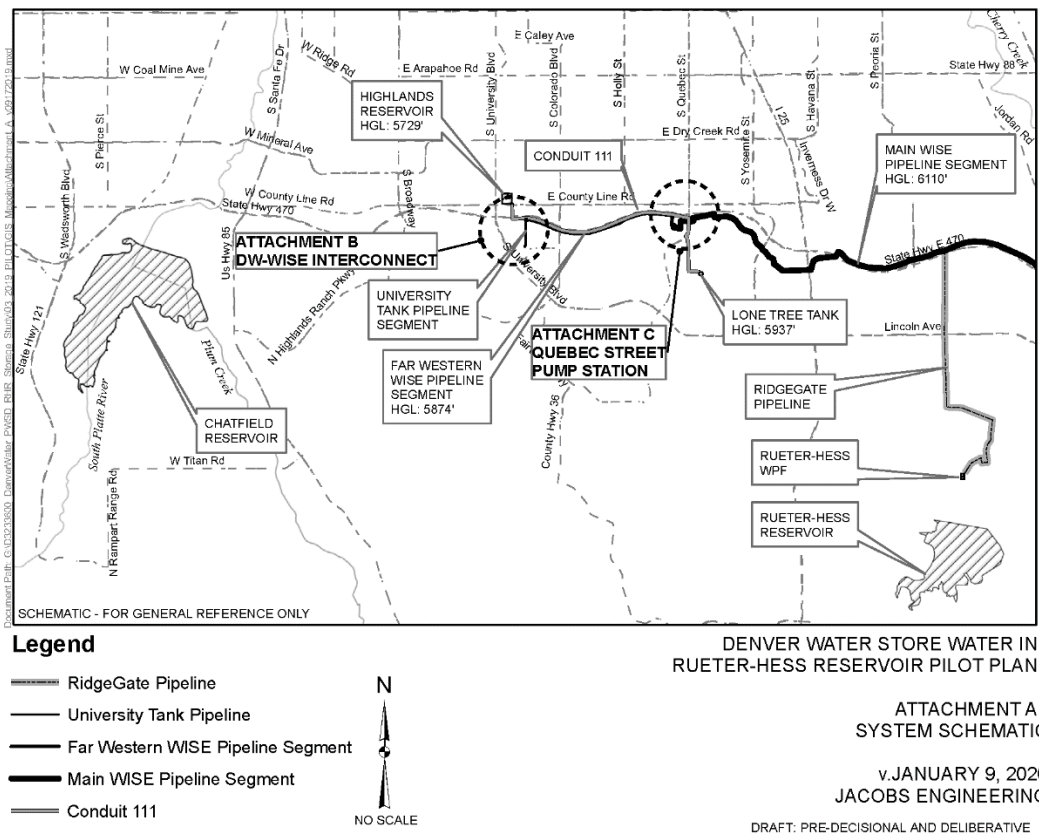 E Caley Ave
Cherry Creek
W Ridge Rd
W Coal Mine Ave
E Arapahoe Rd
State Hwy 88
S Santa Fe Dr
S University Blvd
S Colorado Blvd
S Holly St
S Quebec St
S Peoria St
S Havana St
I 25
HIGHLANDS
RESERVOIR
HGL: 5729'
Jordan Rd
S Pierce St
W Mineral Ave
E Dry Creek Rd
S Yosemite St
Inverness Dr W
CONDUIT 111
MAIN WISE
PIPELINE SEGMENT
HGL: 6110'
S Wadsworth Blvd
S Broadway
W County Line Rd
E County Line Rd
State Hwy 470
Us Hwy 85
ATTACHMENT B
DW-WISE INTERCONNECT
State Hwy E 470
S University Blvd
N Highlands Ranch Pkwy
UNIVERSITY
TANK PIPELINE
SEGMENT
State Hwy 121
LONE TREE TANK
HGL: 5937'
Lincoln Ave
ATTACHMENT C
QUEBEC STREET
PUMP STATION
FAR WESTERN
WISE PIPELINE
SEGMENT
HGL: 5874'
Plum Creek
South Platte River
CHATFIELD
RESERVOIR
County Hwy 36
RIDGEGATE
PIPELINE
W Titan Rd
RUETER-HESS
WPF
N Rampart Range Rd
RUETER-HESS
RESERVOIR
SCHEMATIC - FOR GENERAL REFERENCE ONLY
Legend
RidgeGate Pipeline
University Tank Pipeline
Far Western WISE Pipeline Segment
Main WISE Pipeline Segment
Conduit 111
N
NO SCALE
DENVER WATER STORE WATER IN
RUETER-HESS RESERVOIR PILOT PLAN
ATTACHMENT A
SYSTEM SCHEMATIC
v.JANUARY 9, 2020
JACOBS ENGINEERING
DRAFT: PRE-DECISIONAL AND DELIBERATIVE